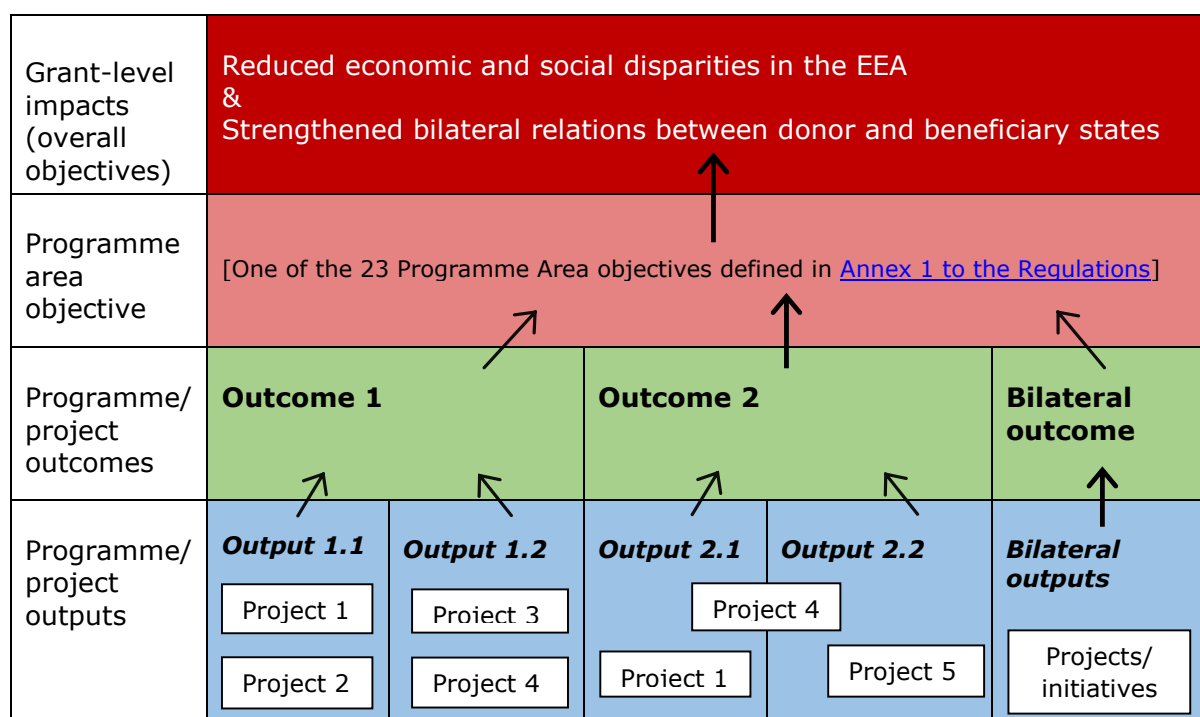 Grant-level
impacts
(overall
objectives)
Reduced economic and social disparities in the EEA
&
Strengthened bilateral relations between donor and beneficiary states
Programme
area
objective
[One of the 23 Programme Area objectives defined in Annex 1 to the Regulations]
Programme/
project
outcomes
Outcome 1
Outcome 2
Bilateral
outcome
Programme/
project
outputs
Output 1.1
Project 1
Project 2
Output 1.2
Project 3
Project 4
Output 2.1
Output 2.2
Project 4
Project 1
Project 5
Bilateral
outputs
Projects/
initiatives